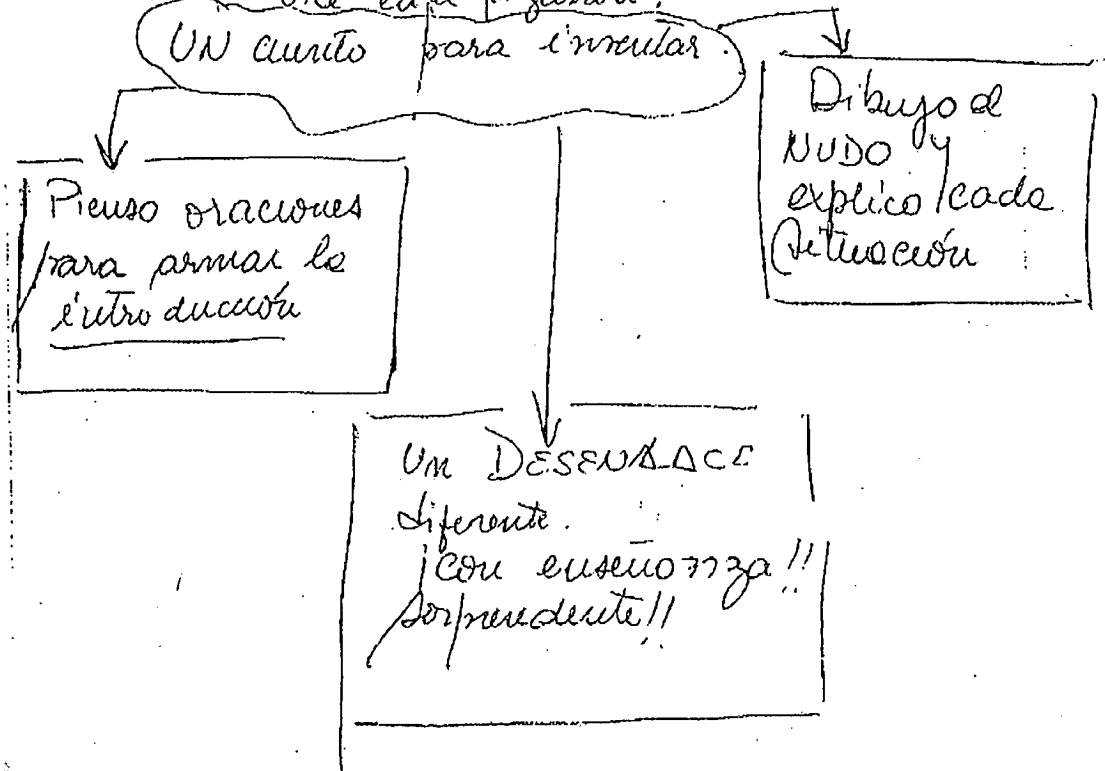 UN cuento para inventar.
Pienso oraciones
para armar la
introducción
Dibujo el
NUDO y
explico cada
situación
Un DESENLACE
diferente.
¡Con enseñanza!!
Sorprendente!!